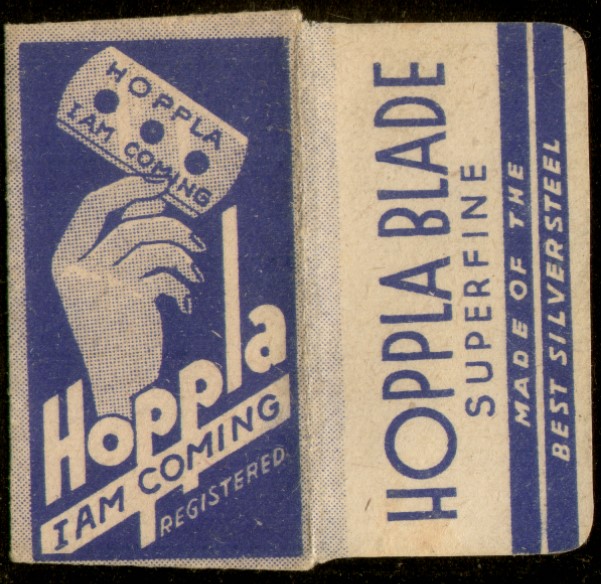 HOPPLA
I AM COMING
Hoppla
I AM COMING
REGISTERED
HOPPLA BLADE
SUPERFINE
MADE OF THE
BEST SILVERSTEEL